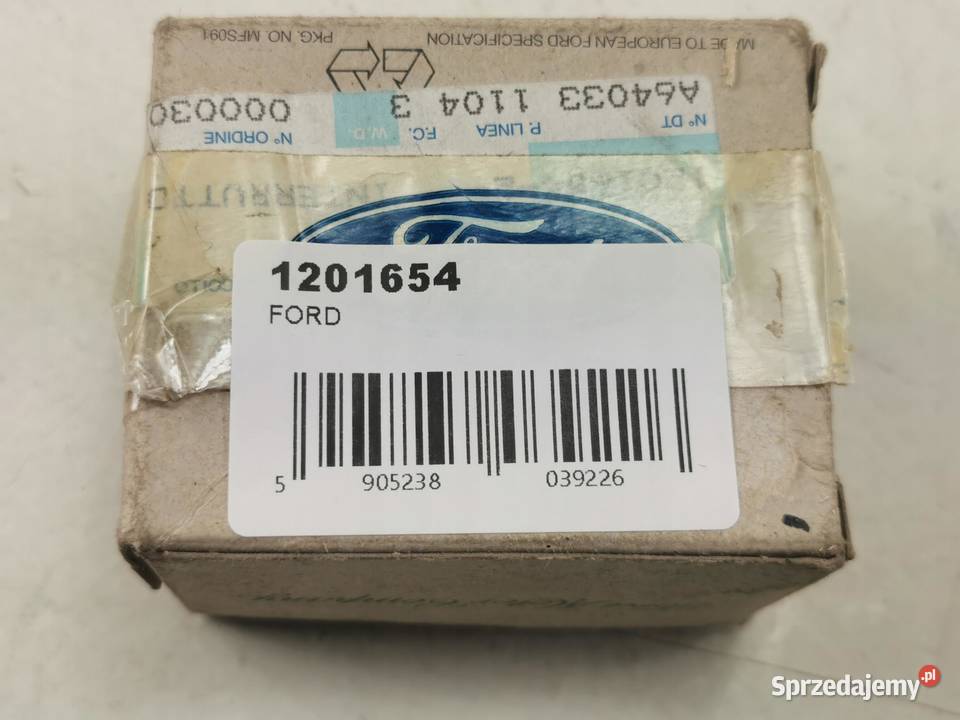 MADE TO EUROPEAN FORD SPECIFICATION
PKG. NO. MFS091
N° DT
P. LINEA
F.C.
W.D.
N° ORDINE
A64033 1104 3 000030
INTERRUTTO
1201654
FORD
5 905238 039226
Sprzedajemy.pl